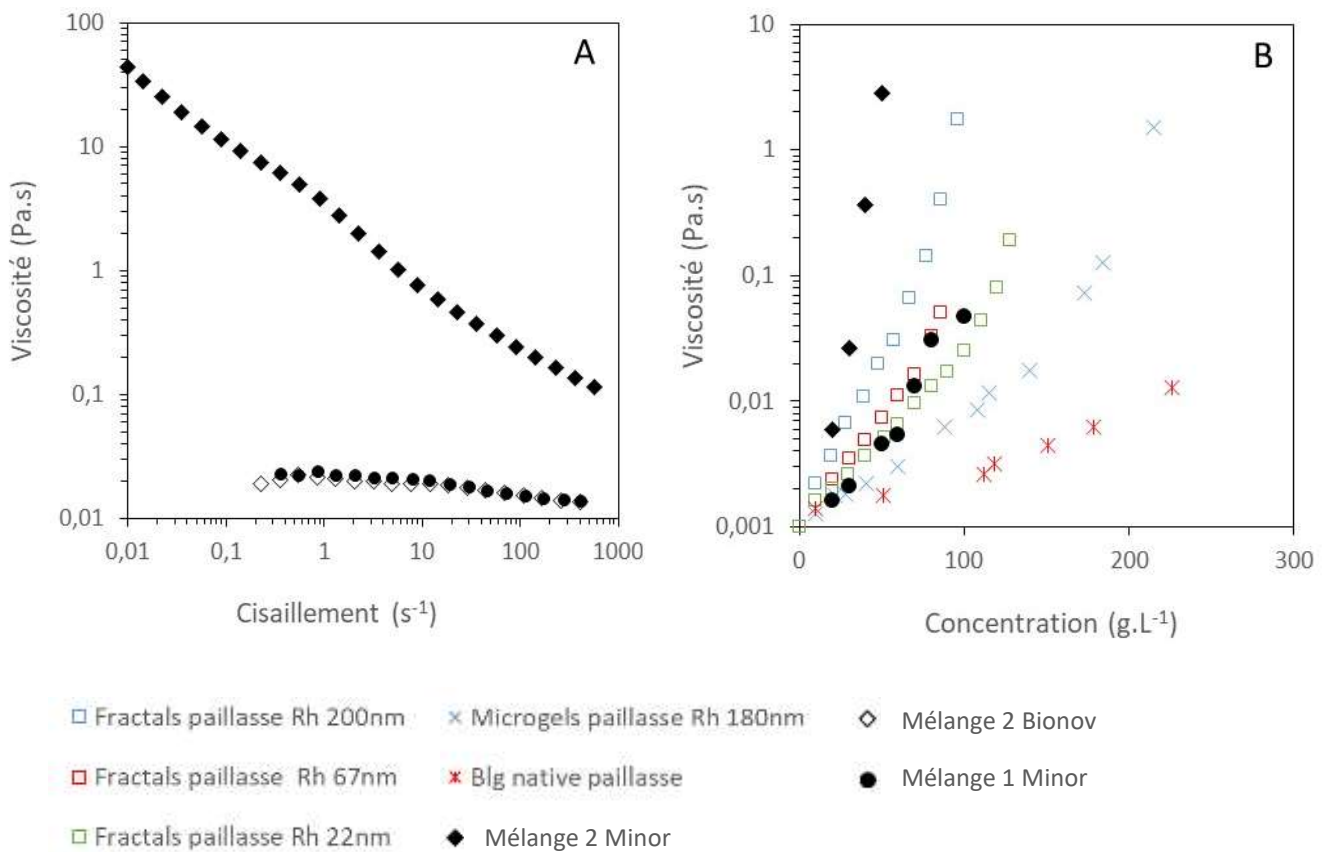 A
Viscosité (Pa.s)
100
10
1
0,1
0,01
0,01 0,1 1 10 100 1000
Cisaillement (s-1)
B
Viscosité (Pa.s)
10
1
0,1
0,01
0,001
0 100 200 300
Concentration (g.L-1)
Fractals paillasse Rh 200nm
Microgels paillasse Rh 180nm
Mélange 2 Bionov
Fractals paillasse Rh 67nm
Blg native paillasse
Mélange 1 Minor
Fractals paillasse Rh 22nm
Mélange 2 Minor